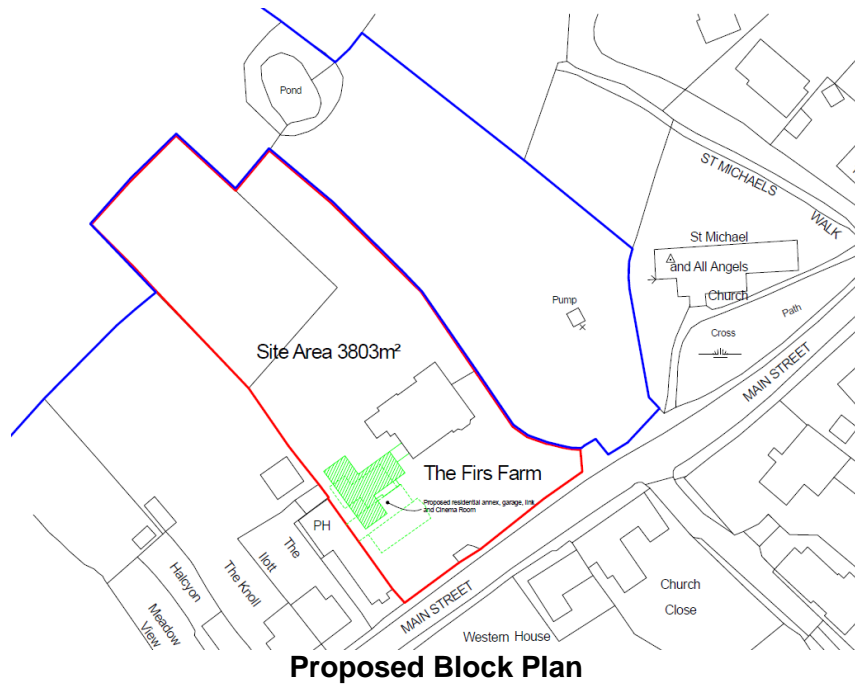 Pond
ST MICHAELS
WALK
St Michael
and All Angels
Church
Pump
Path
Cross
MAIN STREET
Site Area 3803m²
The Firs Farm
Proposed residential annex, garage, link
and Cinema Room
PH
The
Ilott
The Knoll
Halcyon
Meadow
View
MAIN STREET
Church
Close
Western House
Proposed Block Plan